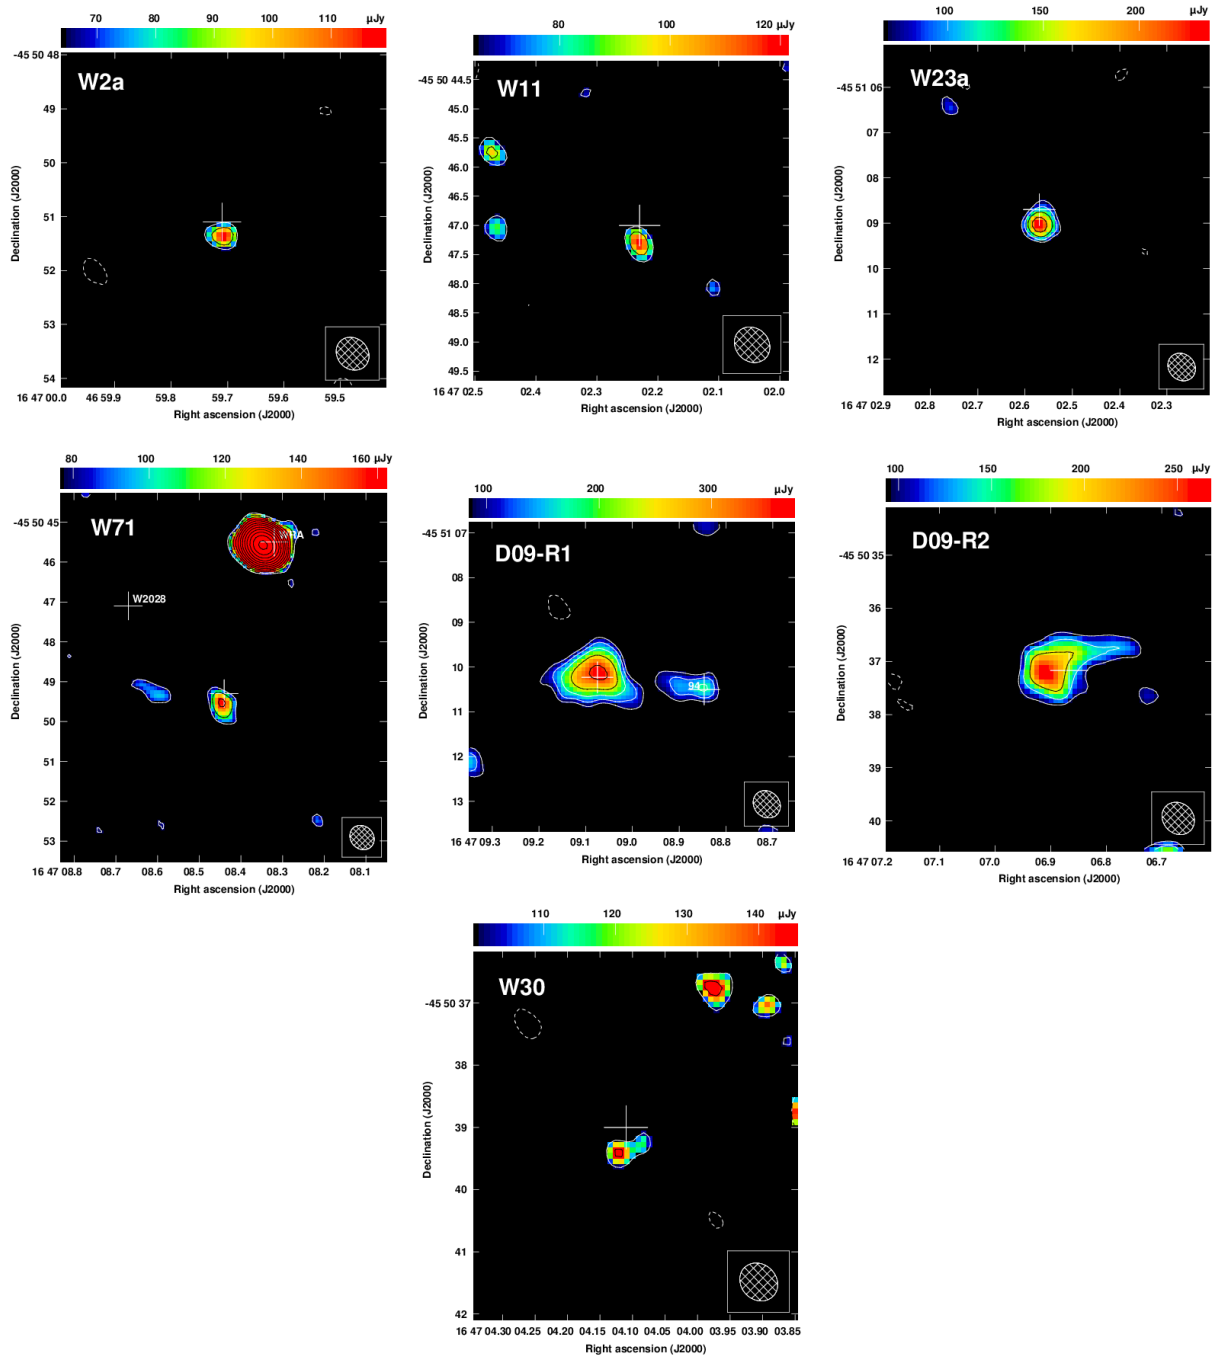 70 80 90 100 110 µJy
-45 50 48
W2a
49
50
51
52
53
54
Declination (J2000)
16 47 00.0 46 59.9 59.8 59.7 59.6 59.5
Right ascension (J2000)
80 100 120 µJy
-45 50 44.5
W11
45.0
45.5
46.0
46.5
47.0
47.5
48.0
48.5
49.0
49.5
Declination (J2000)
16 47 02.5 02.4 02.3 02.2 02.1 02.0
Right ascension (J2000)
100 150 200 µJy
-45 51 06
W23a
07
08
09
10
11
12
Declination (J2000)
16 47 02.9 02.8 02.7 02.6 02.5 02.4 02.3
Right ascension (J2000)
80 100 120 140 160 µJy
-45 50 45
W71
46
W2028
47
48
49
50
51
52
53
Declination (J2000)
16 47 08.8 08.7 08.6 08.5 08.4 08.3 08.2 08.1
Right ascension (J2000)
100 200 300 µJy
-45 51 07
D09-R1
08
09
10
94
11
12
13
Declination (J2000)
16 47 09.3 09.2 09.1 09.0 08.9 08.8 08.7
Right ascension (J2000)
100 150 200 250 µJy
-45 50 35
D09-R2
36
37
38
39
40
Declination (J2000)
16 47 07.2 07.1 07.0 06.9 06.8 06.7
Right ascension (J2000)
110 120 130 140 µJy
W30
-45 50 37
38
39
40
41
42
Declination (J2000)
16 47 04.30 04.25 04.20 04.15 04.10 04.05 04.00 03.95 03.90 03.85
Right ascension (J2000)